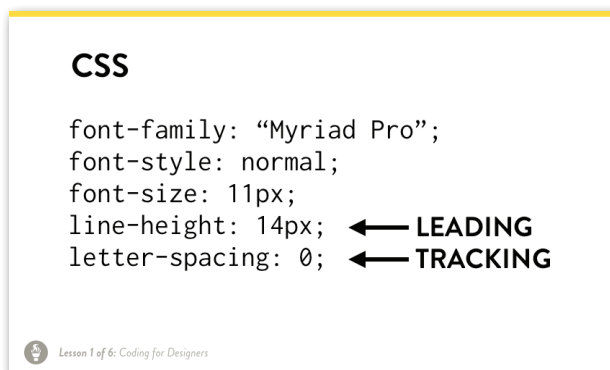 CSS
font-family: “Myriad Pro”;
font-style: normal;
font-size: 11px;
line-height: 14px; LEADING
letter-spacing: 0; TRACKING
Lesson 1 of 6: Coding for Designers